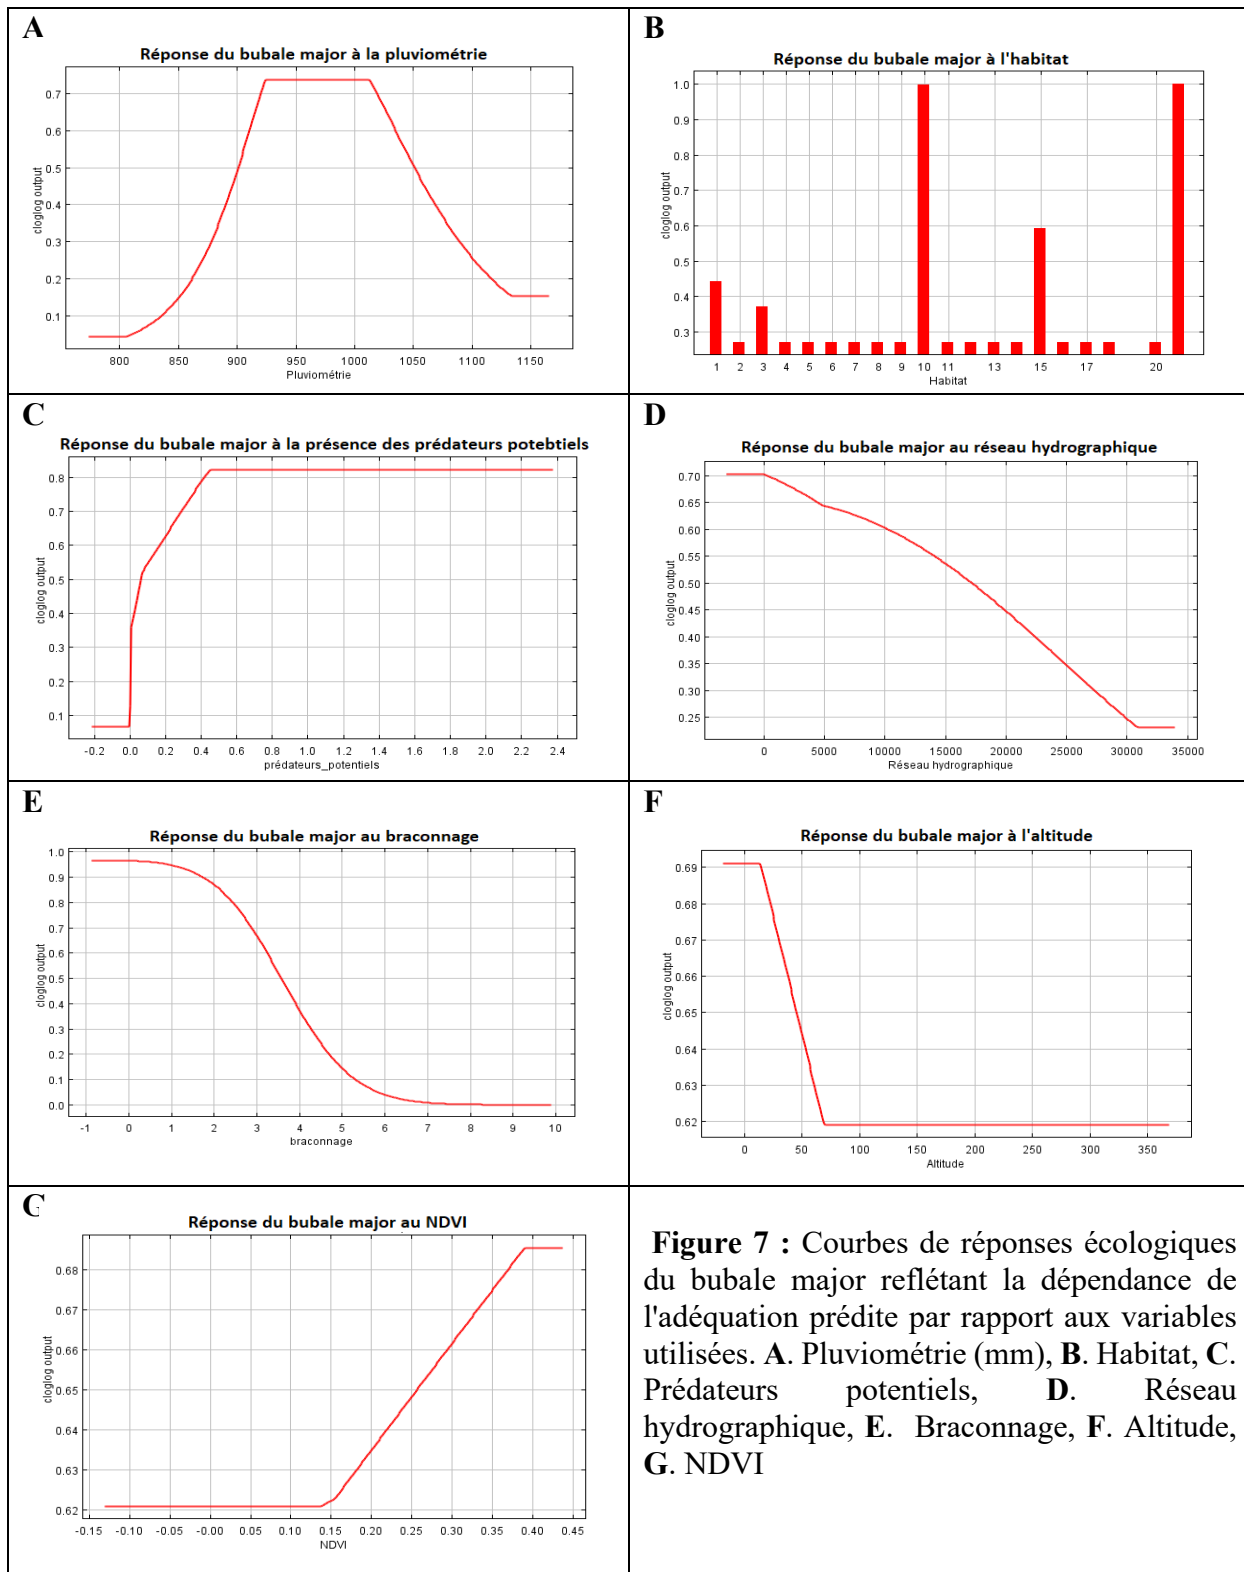 A
Réponse du bubale major à la pluviométrie
cloglog output
0.7
0.6
0.5
0.4
0.3
0.2
0.1
800 850 900 950 1000 1050 1100 1150
Pluviométrie
B
Réponse du bubale major à l'habitat
cloglog output
1.0
0.9
0.8
0.7
0.6
0.5
0.4
0.3
1 2 3 4 5 6 7 8 9 10 11 13 15 17 20
Habitat
C
Réponse du bubale major à la présence des prédateurs potebtiels
cloglog output
0.8
0.7
0.6
0.5
0.4
0.3
0.2
0.1
-0.2 0.0 0.2 0.4 0.6 0.8 1.0 1.2 1.4 1.6 1.8 2.0 2.2 2.4
prédateurs_potentiels
D
Réponse du bubale major au réseau hydrographique
cloglog output
0.70
0.65
0.60
0.55
0.50
0.45
0.40
0.35
0.30
0.25
0 5000 10000 15000 20000 25000 30000 35000
Réseau hydrographique
E
Réponse du bubale major au braconnage
cloglog output
1.0
0.9
0.8
0.7
0.6
0.5
0.4
0.3
0.2
0.1
0.0
-1 0 1 2 3 4 5 6 7 8 9 10
braconnage
F
Réponse du bubale major à l'altitude
cloglog output
0.69
0.68
0.67
0.66
0.65
0.64
0.63
0.62
0 50 100 150 200 250 300 350
Altitude
G
Réponse du bubale major au NDVI
cloglog output
0.68
0.67
0.66
0.65
0.64
0.63
0.62
-0.15 -0.10 -0.05 -0.00 0.05 0.10 0.15 0.20 0.25 0.30 0.35 0.40 0.45
NDVI
Figure 7 : Courbes de réponses écologiques
du bubale major reflétant la dépendance de
l'adéquation prédite par rapport aux variables
utilisées. A. Pluviométrie (mm), B. Habitat, C.
Prédateurs potentiels, D. Réseau
hydrographique, E. Braconnage, F. Altitude,
G. NDVI